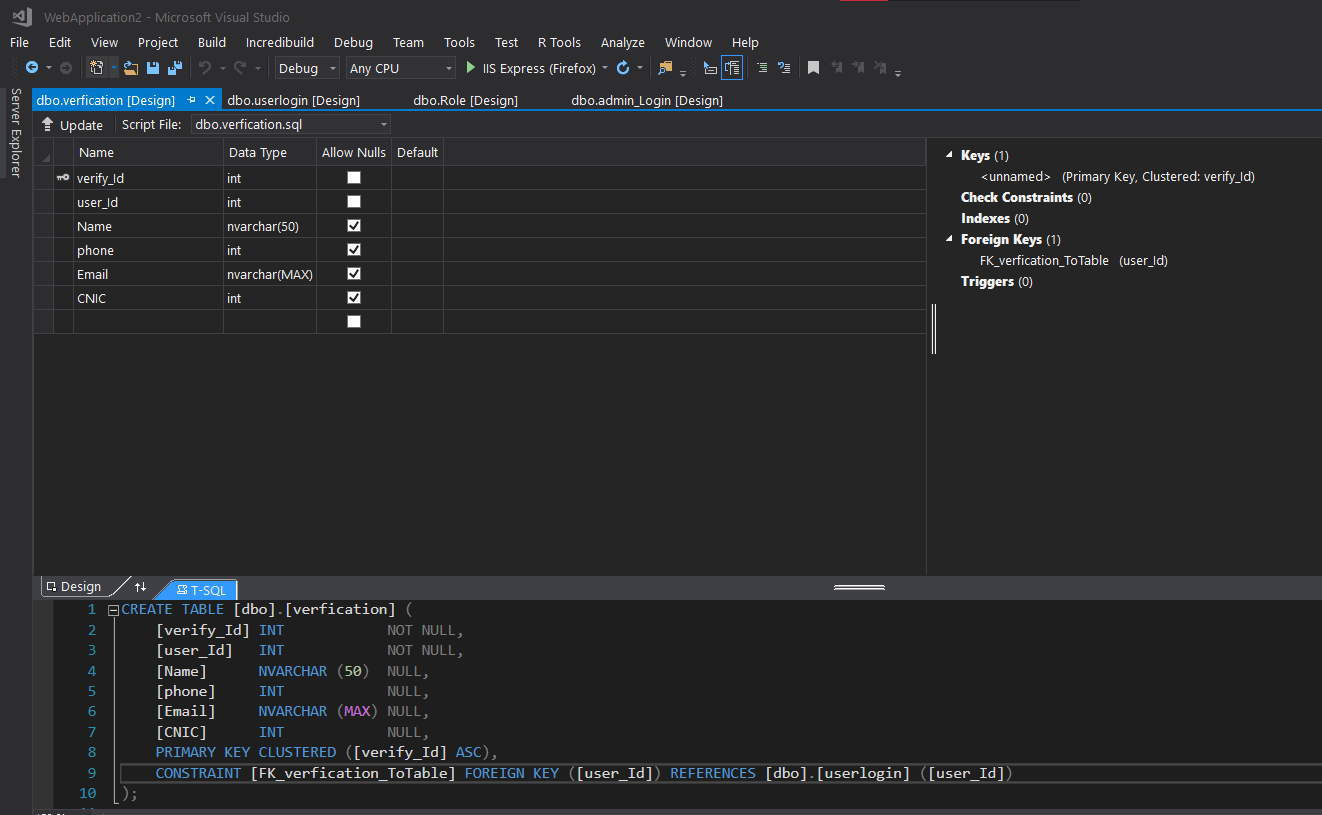 WebApplication2 - Microsoft Visual Studio
File Edit View Project Build Incredibuild Debug Team Tools Test R Tools Analyze Window Help
Debug Any CPU IIS Express (Firefox)
Server Explorer
dbo.verfication [Design] dbo.userlogin [Design] dbo.Role [Design] dbo.admin_Login [Design]
Update Script File: dbo.verfication.sql
Name Data Type Allow Nulls Default
verify_Id int
user_Id int
Name nvarchar(50)
phone int
Email nvarchar(MAX)
CNIC int
Keys (1)
<unnamed> (Primary Key, Clustered: verify_Id)
Check Constraints (0)
Indexes (0)
Foreign Keys (1)
FK_verfication_ToTable (user_Id)
Triggers (0)
Design T-SQL
1 CREATE TABLE [dbo].[verfication] (
2 [verify_Id] INT NOT NULL,
3 [user_Id] INT NOT NULL,
4 [Name] NVARCHAR (50) NULL,
5 [phone] INT NULL,
6 [Email] NVARCHAR (MAX) NULL,
7 [CNIC] INT NULL,
8 PRIMARY KEY CLUSTERED ([verify_Id] ASC),
9 CONSTRAINT [FK_verfication_ToTable] FOREIGN KEY ([user_Id]) REFERENCES [dbo].[userlogin] ([user_Id])
10 );